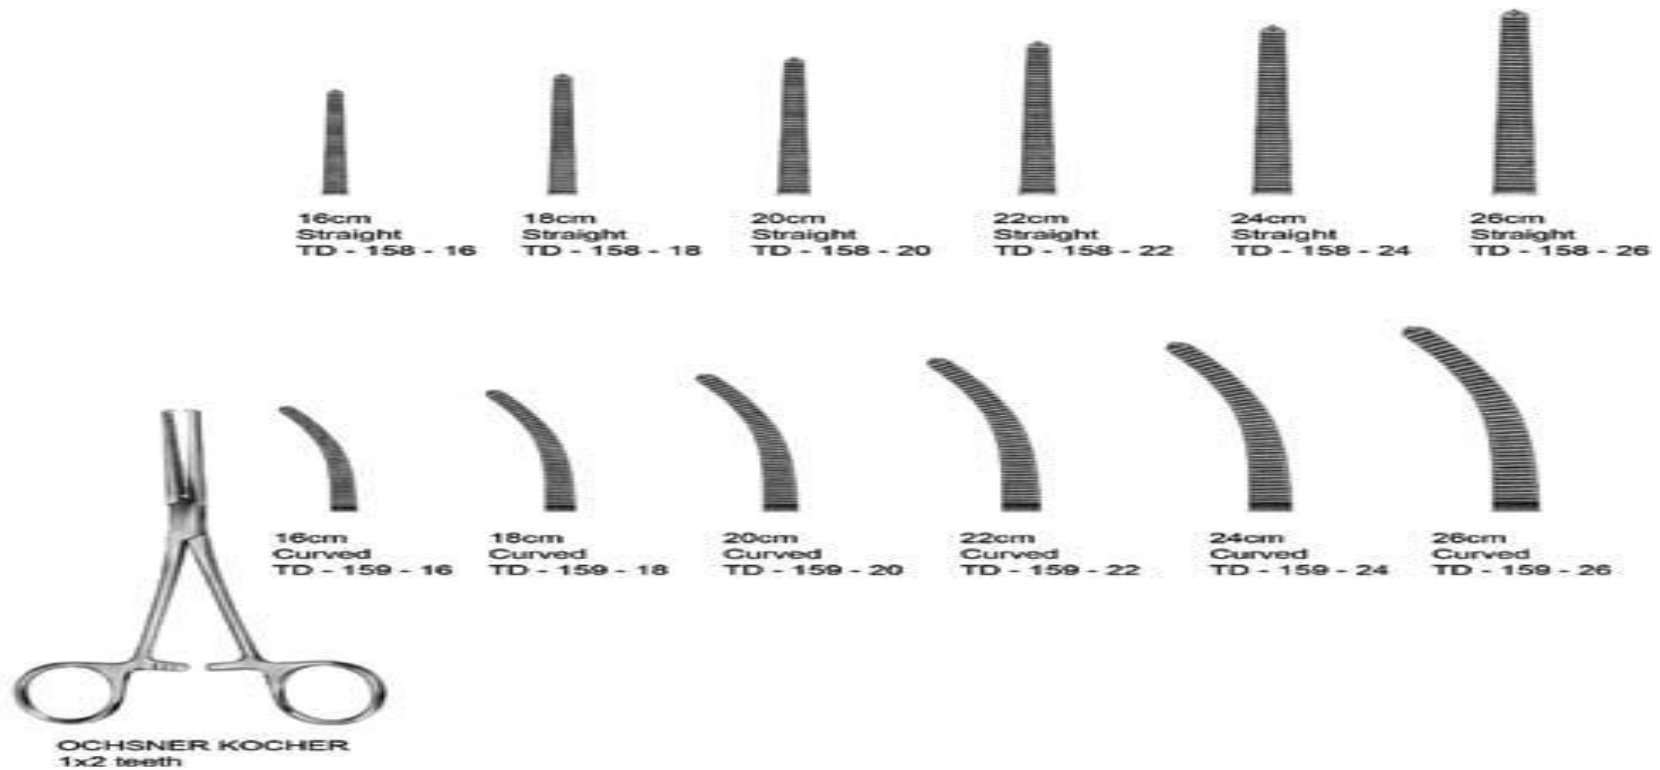 16cm
Straight
TD - 158 - 16
18cm
Straight
TD - 158 - 18
20cm
Straight
TD - 158 - 20
22cm
Straight
TD - 158 - 22
24cm
Straight
TD - 158 - 24
26cm
Straight
TD - 158 - 26
16cm
Curved
TD - 159 - 16
18cm
Curved
TD - 159 - 18
20cm
Curved
TD - 159 - 20
22cm
Curved
TD - 159 - 22
24cm
Curved
TD - 159 - 24
26cm
Curved
TD - 159 - 26
OCHSNER KOCHER
1x2 teeth